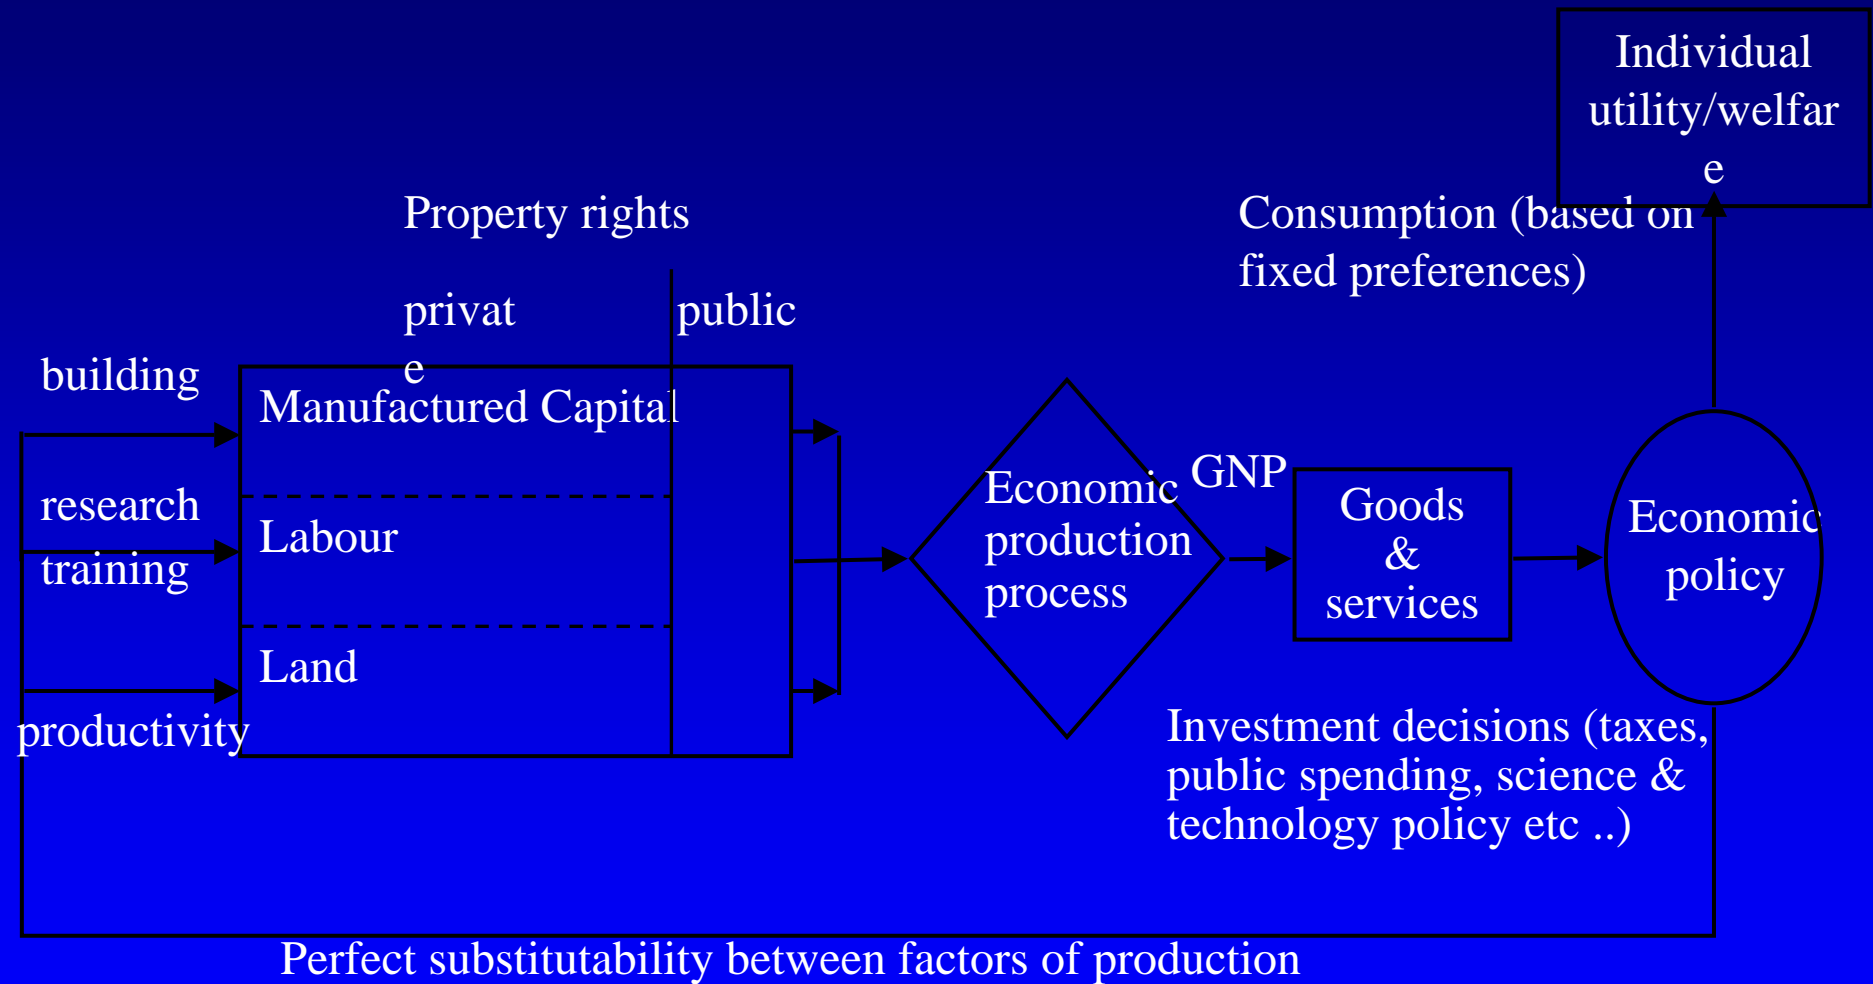 Individual
utility/welfar
e
Property rights
privat
e
public
Consumption (based on
fixed preferences)
building
Manufactured Capital
research
training
Labour
Land
productivity
Economic
production
process
GNP
Goods
&
services
Economic
policy
Investment decisions (taxes,
public spending, science &
technology policy etc ..)
Perfect substitutability between factors of production